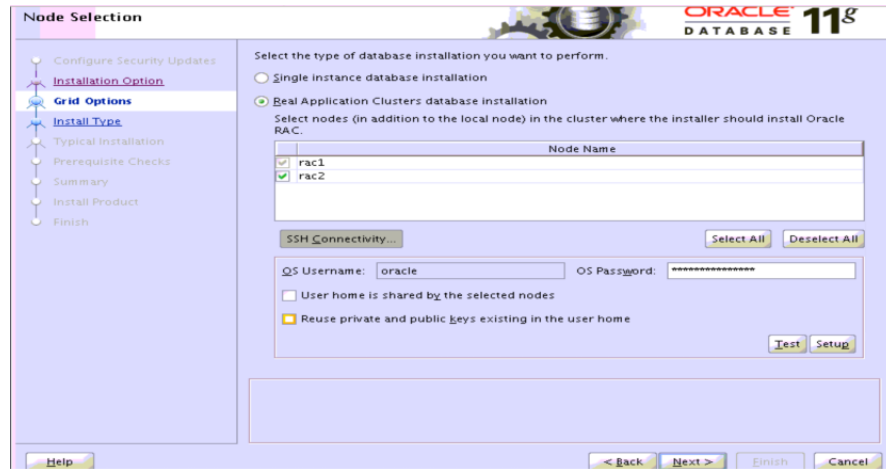 Node Selection
ORACLE 11g
DATABASE
Configure Security Updates
Installation Option
Grid Options
Install Type
Typical Installation
Prerequisite Checks
Summary
Install Product
Finish
Select the type of database installation you want to perform.
Single instance database installation
Real Application Clusters database installation
Select nodes (in addition to the local node) in the cluster where the installer should install Oracle
RAC.
Node Name
rac1
rac2
SSH Connectivity...
Select All Deselect All
OS Username: oracle OS Password: ***************
User home is shared by the selected nodes
Reuse private and public keys existing in the user home
Test Setup
Help < Back Next > Finish Cancel